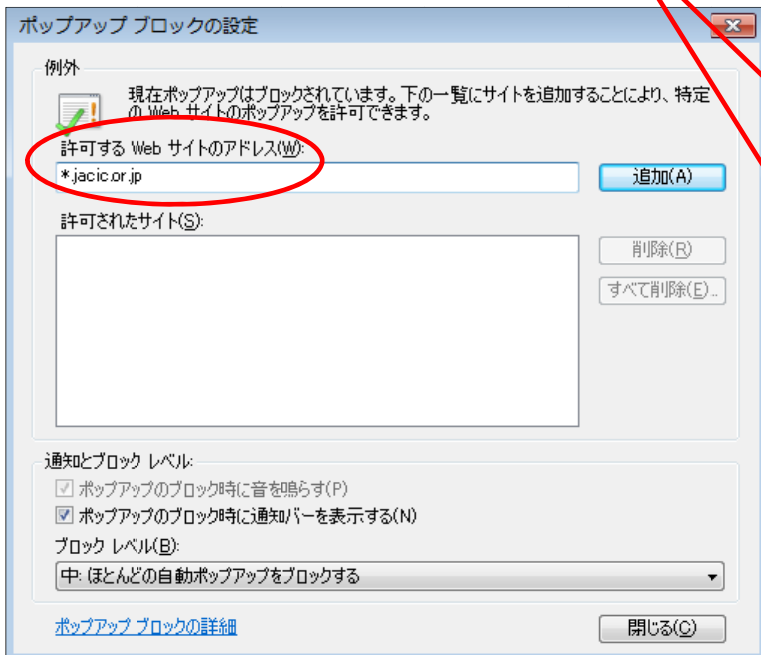 ポップアップ ブロックの設定
例外
現在ポップアップはブロックされています。下の一覧にサイトを追加することにより、特定
の Web サイトのポップアップを許可できます。
許可する Web サイトのアドレス(W):
*.jacic.or.jp
追加(A)
許可されたサイト(S):
削除(R)
すべて削除(E)...
通知とブロック レベル:
ポップアップのブロック時に音を鳴らす(P)
ポップアップのブロック時に通知バーを表示する(N)
ブロック レベル(B):
中: ほとんどの自動ポップアップをブロックする
ポップアップ ブロックの詳細
閉じる(C)